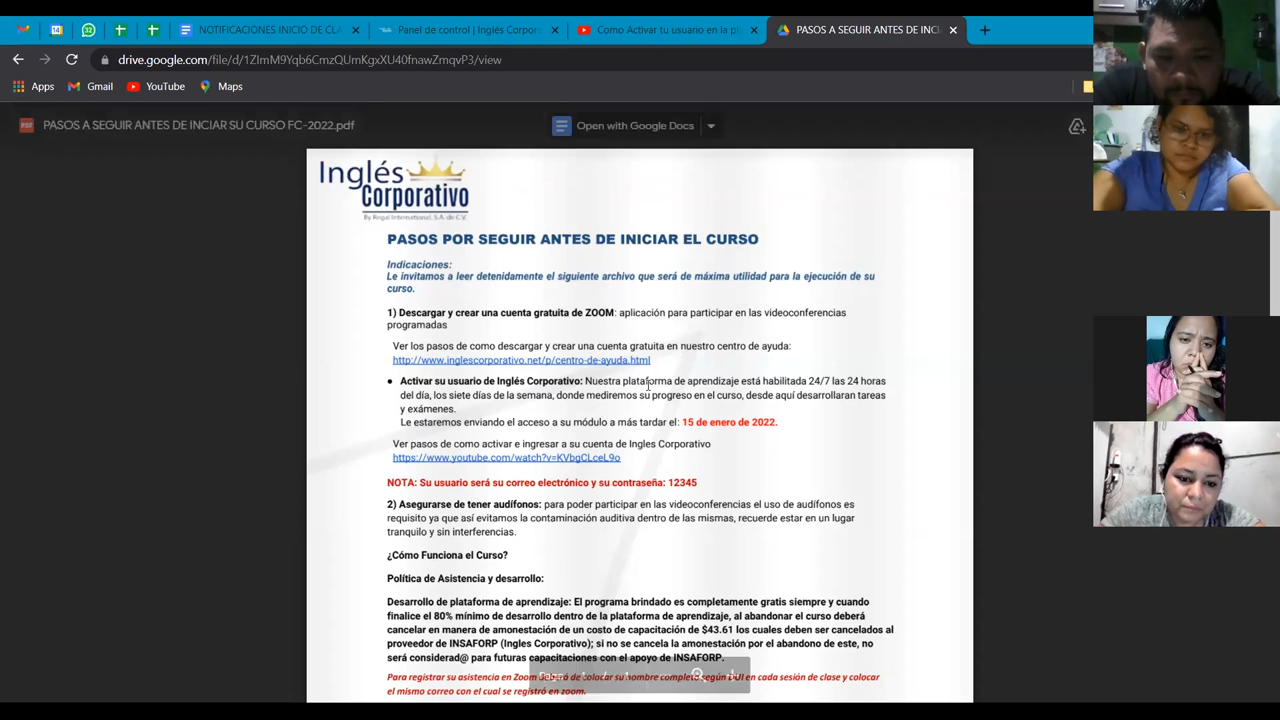 32
NOTIFICACIONES INICIO DE CLA
Panel de control | Inglés Corpora
Como Activar tu usuario en la p
PASOS A SEGUIR ANTES DE INCI
drive.google.com/file/d/1ZlmM9Yqb6CmzQUmKgxXU40fnawZmqvP3/view
Apps
Gmail
YouTube
Maps
PASOS A SEGUIR ANTES DE INCIAR SU CURSO FC-2022.pdf
Open with Google Docs
Inglés
Corporativo
By Regal International, S.A. de C.V.
PASOS POR SEGUIR ANTES DE INICIAR EL CURSO
Indicaciones:
Le invitamos a leer detenidamente el siguiente archivo que será de máxima utilidad para la ejecución de su
curso.
1) Descargar y crear una cuenta gratuita de ZOOM: aplicación para participar en las videoconferencias
programadas
Ver los pasos de como descargar y crear una cuenta gratuita en nuestro centro de ayuda:
http://www.inglescorporativo.net/p/centro-de-ayuda.html
● Activar su usuario de Inglés Corporativo: Nuestra plataforma de aprendizaje está habilitada 24/7 las 24 horas
del día, los siete días de la semana, donde mediremos su progreso en el curso, desde aquí desarrollaran tareas
y exámenes.
Le estaremos enviando el acceso a su módulo a más tardar el: 15 de enero de 2022.
Ver pasos de como activar e ingresar a su cuenta de Ingles Corporativo
https://www.youtube.com/watch?v=KVbgCLceL9o
NOTA: Su usuario será su correo electrónico y su contraseña: 12345
2) Asegurarse de tener audífonos: para poder participar en las videoconferencias el uso de audífonos es
requisito ya que así evitamos la contaminación auditiva dentro de las mismas, recuerde estar en un lugar
tranquilo y sin interferencias.
¿Cómo Funciona el Curso?
Política de Asistencia y desarrollo:
Desarrollo de plataforma de aprendizaje: El programa brindado es completamente gratis siempre y cuando
finalice el 80% mínimo de desarrollo dentro de la plataforma de aprendizaje, al abandonar el curso deberá
cancelar en manera de amonestación de un costo de capacitación de $43.61 los cuales deben ser cancelados al
proveedor de INSAFORP (Ingles Corporativo); si no se cancela la amonestación por el abandono de este, no
será considerad@ para futuras capacitaciones con el apoyo de INSAFORP.
Para registrar su asistencia en Zoom de colocar su nombre completo según en cada sesión de clase y colocar
el mismo correo con el cual se registró en zoom.